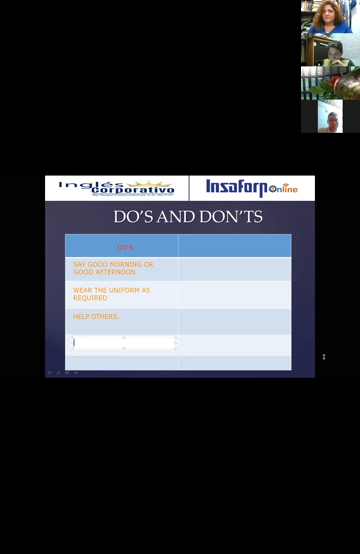 Inglés
corporativo
Insaforp Online
DO'S AND DON'TS
DO'S
SAY GOOD MORNING OR
GOOD AFTERNOON
WEAR THE UNIFORM AS
REQUIRED
HELP OTHERS.